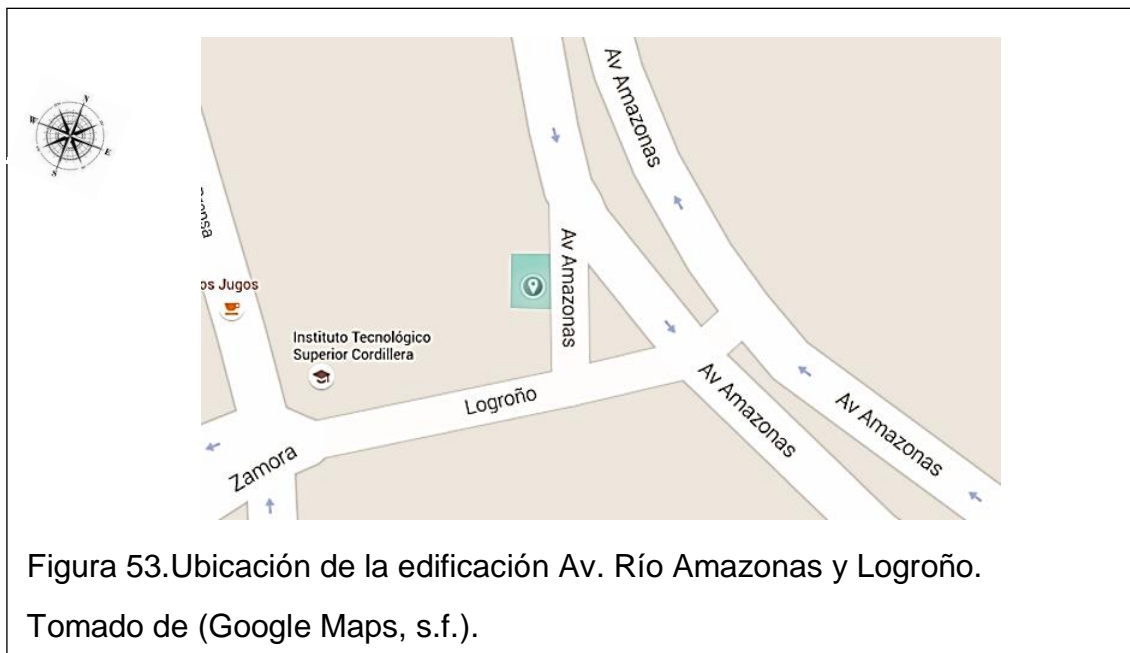 N
W
E
S
Av Amazonas
Av Amazonas
os Jugos
Instituto Tecnológico
Superior Cordillera
Logroño
Av Amazonas
Av Amazonas
Zamora
Figura 53.Ubicación de la edificación Av. Río Amazonas y Logroño.
Tomado de (Google Maps, s.f.).